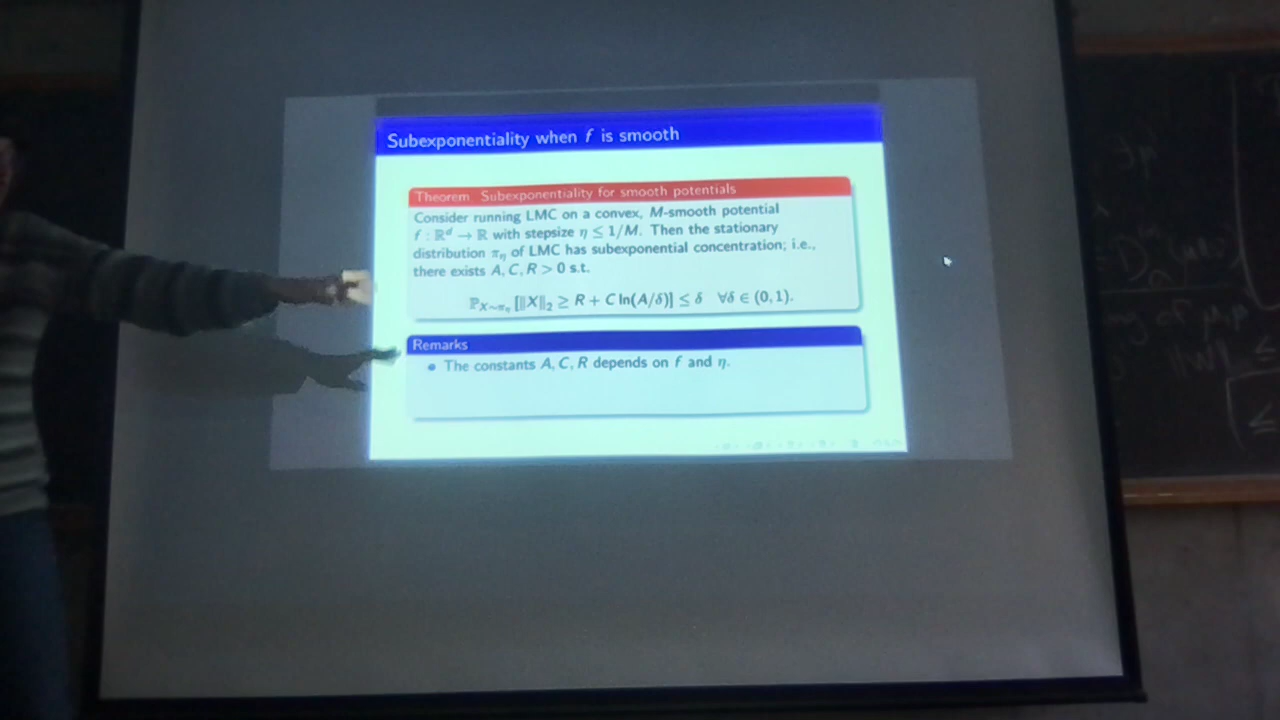 Subexponentiality when f is smooth
Theorem Subexponentiality for smooth potentials
Consider running LMC on a convex, M-smooth potential
f : ℝᵈ → ℝ with stepsize η ≤ 1/M. Then the stationary
distribution π_η of LMC has subexponential concentration; i.e.,
there exists A, C, R > 0 s.t.
ℙ_{X∼π_η} [‖X‖₂ ≥ R + C ln(A/δ)] ≤ δ ∀δ ∈ (0, 1).
Remarks
• The constants A, C, R depends on f and η.